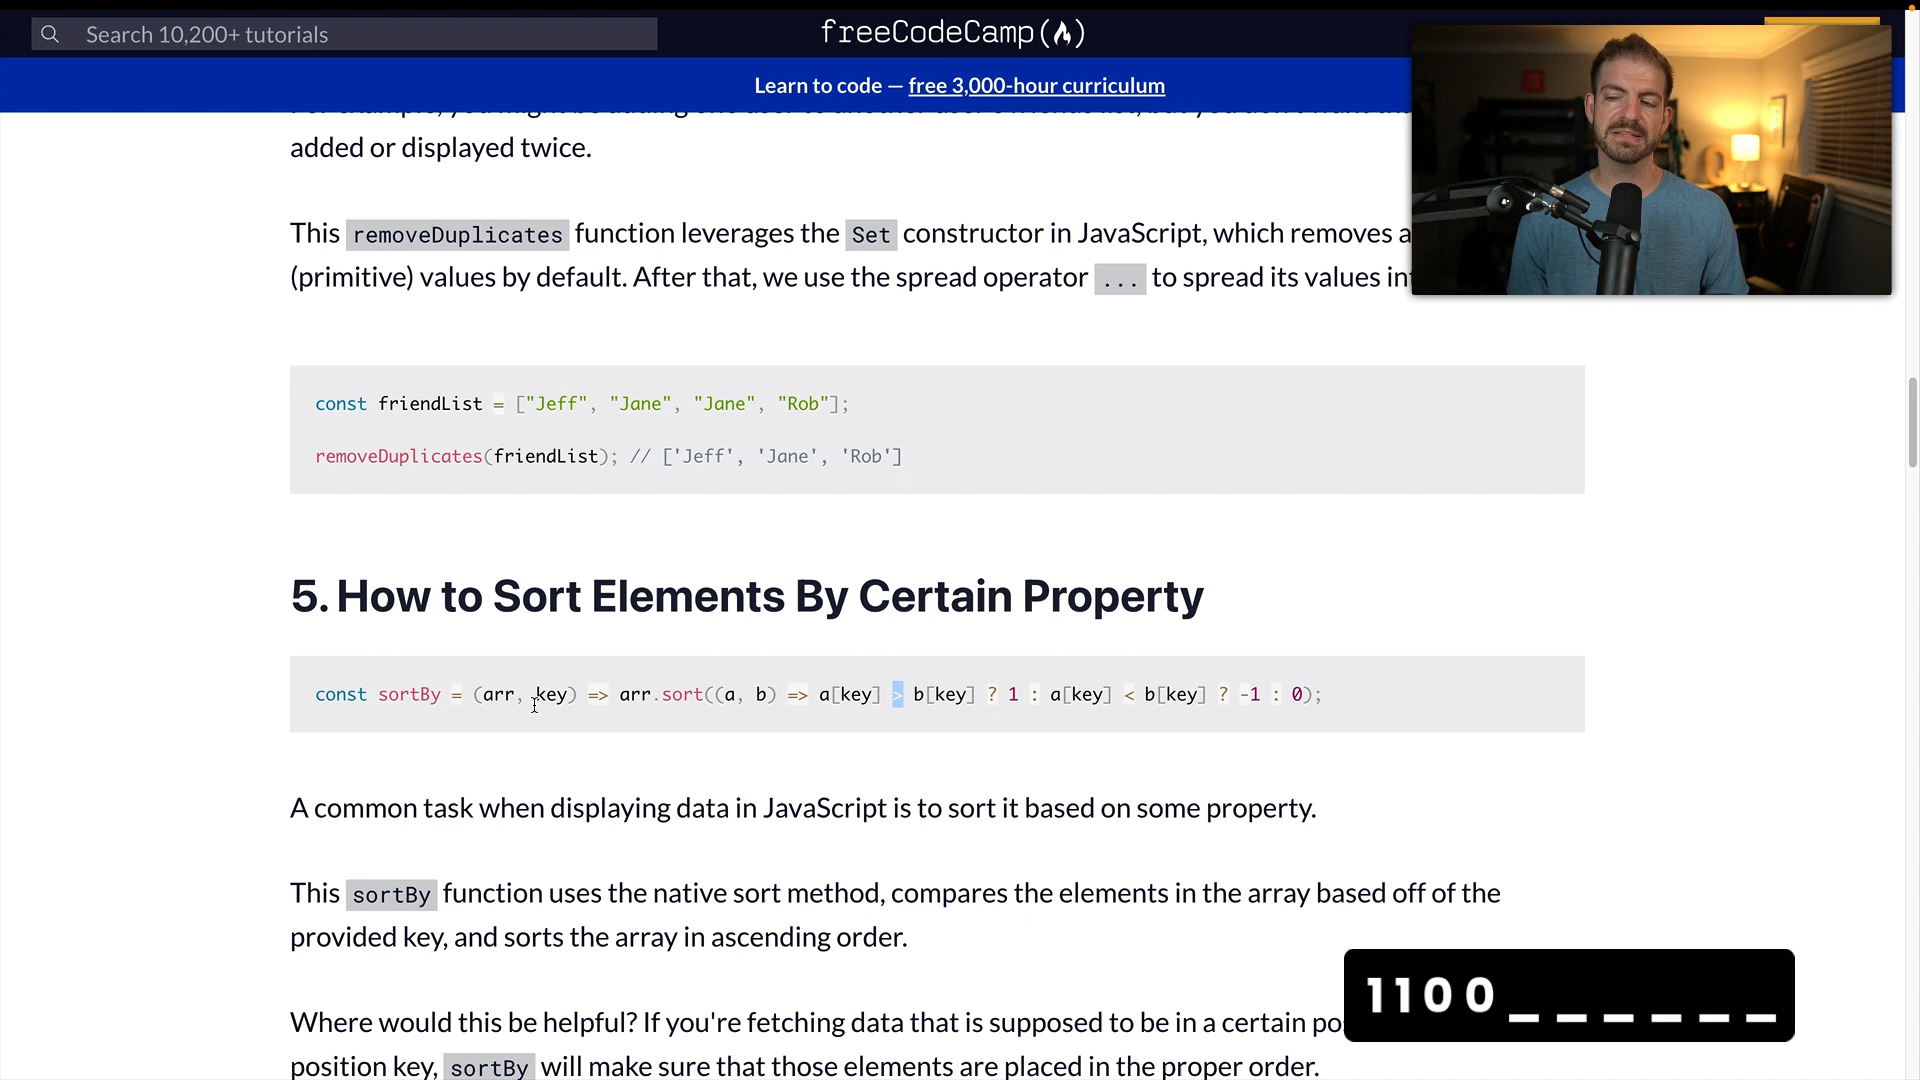 Search 10,200+ tutorials
freeCodeCamp(🔥)
Learn to code — free 3,000-hour curriculum
added or displayed twice.
This removeDuplicates function leverages the Set constructor in JavaScript, which removes
(primitive) values by default. After that, we use the spread operator ... to spread its values
const friendList = ["Jeff", "Jane", "Jane", "Rob"];
removeDuplicates(friendList); // ['Jeff', 'Jane', 'Rob']
5. How to Sort Elements By Certain Property
const sortBy = (arr, key) => arr.sort((a, b) => a[key] > b[key] ? 1 : a[key] < b[key] ? -1 : 0);
A common task when displaying data in JavaScript is to sort it based on some property.
This sortBy function uses the native sort method, compares the elements in the array based off of the
provided key, and sorts the array in ascending order.
Where would this be helpful? If you're fetching data that is supposed to be in a certain
position key, sortBy will make sure that those elements are placed in the proper order.
1100______